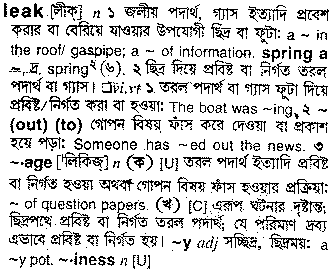 leak [লীক্] n ১ জলীয় পদার্থ, গ্যাস ইত্যাদি প্রবেশ
করার বা বেরিয়ে যাওয়ার উপযোগী ছিদ্র বা ফুটা: a ~ in
the roof/ gaspipe; a ~ of information. spring a
~, দ্র. spring² (৬). ২ ছিদ্র দিয়ে প্রবিষ্ট বা নির্গত তরল
পদার্থ বা গ্যাস। □vi,vt ১ তরল পদার্থ বা গ্যাস ফুটা দিয়ে
প্রবিষ্ট/নির্গত করা বা হওয়া: The boat was ~ing. ২ ~
(out) (to) গোপন বিষয় ফাঁস করে দেওয়া বা প্রকাশ
হয়ে পড়া: Someone has ~ed out the news. ৩
~·age [লিকিজ্] n (ক) [U] তরল পদার্থ ইত্যাদি প্রবিষ্ট
বা নির্গত হওয়া অথবা গোপন বিষয় ফাঁস হওয়ার প্রক্রিয়া:
~ of question papers. (খ) [C] এরূপ ঘটনার দৃষ্টান্ত;
ছিদ্রপথে প্রবিষ্ট বা নির্গত তরল পদার্থ; যে পরিমাণ দ্রব্য
এভাবে প্রবিষ্ট বা নির্গত হয়। ~y adj সচ্ছিদ্র, ছিদ্রময়: a
~y pot. ~·iness n [U]